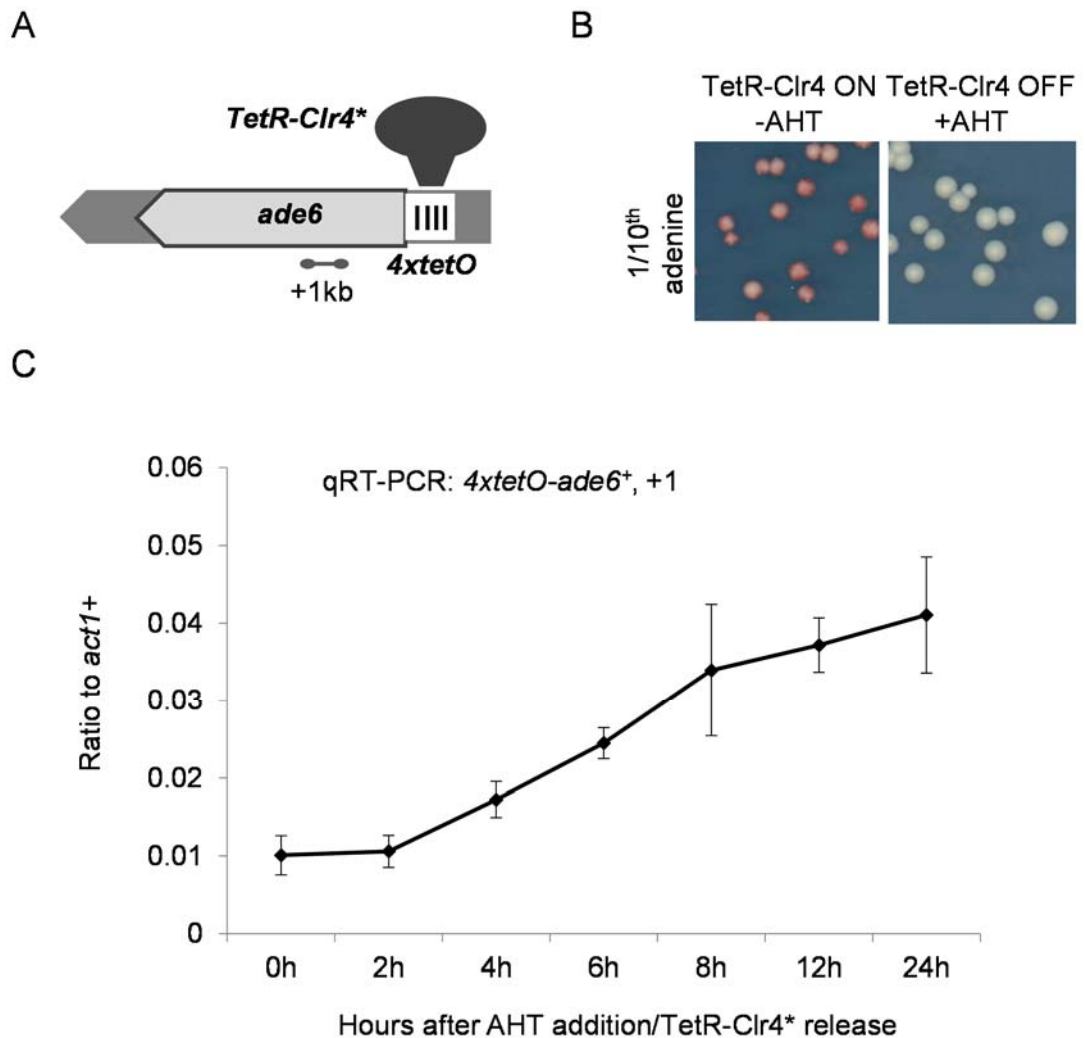 A
TetR-Clr4*
ade6
4xtetO
+1kb
B
TetR-Clr4 ON TetR-Clr4 OFF
-AHT +AHT
1/10th
adenine
C
qRT-PCR: 4xtetO-ade6+, +1
Ratio to act1+
0.06
0.05
0.04
0.03
0.02
0.01
0
0h 2h 4h 6h 8h 12h 24h
Hours after AHT addition/TetR-Clr4* release